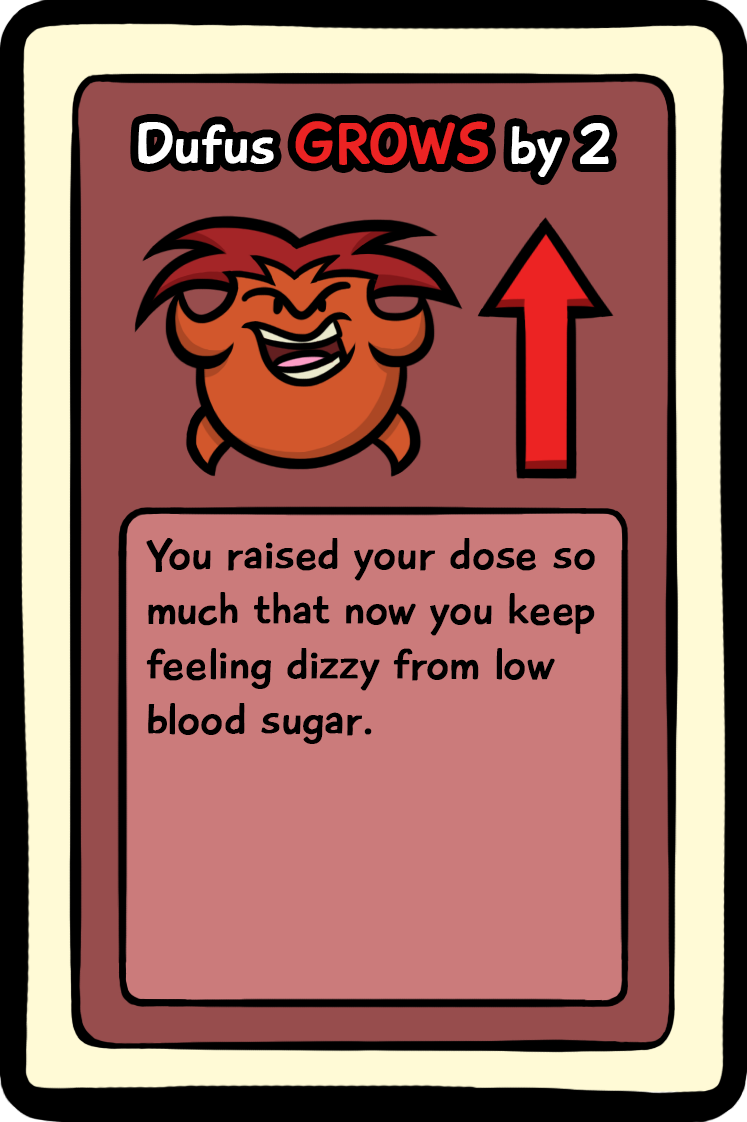 Dufus GROWS by 2
You raised your dose so
much that now you keep
feeling dizzy from low
blood sugar.